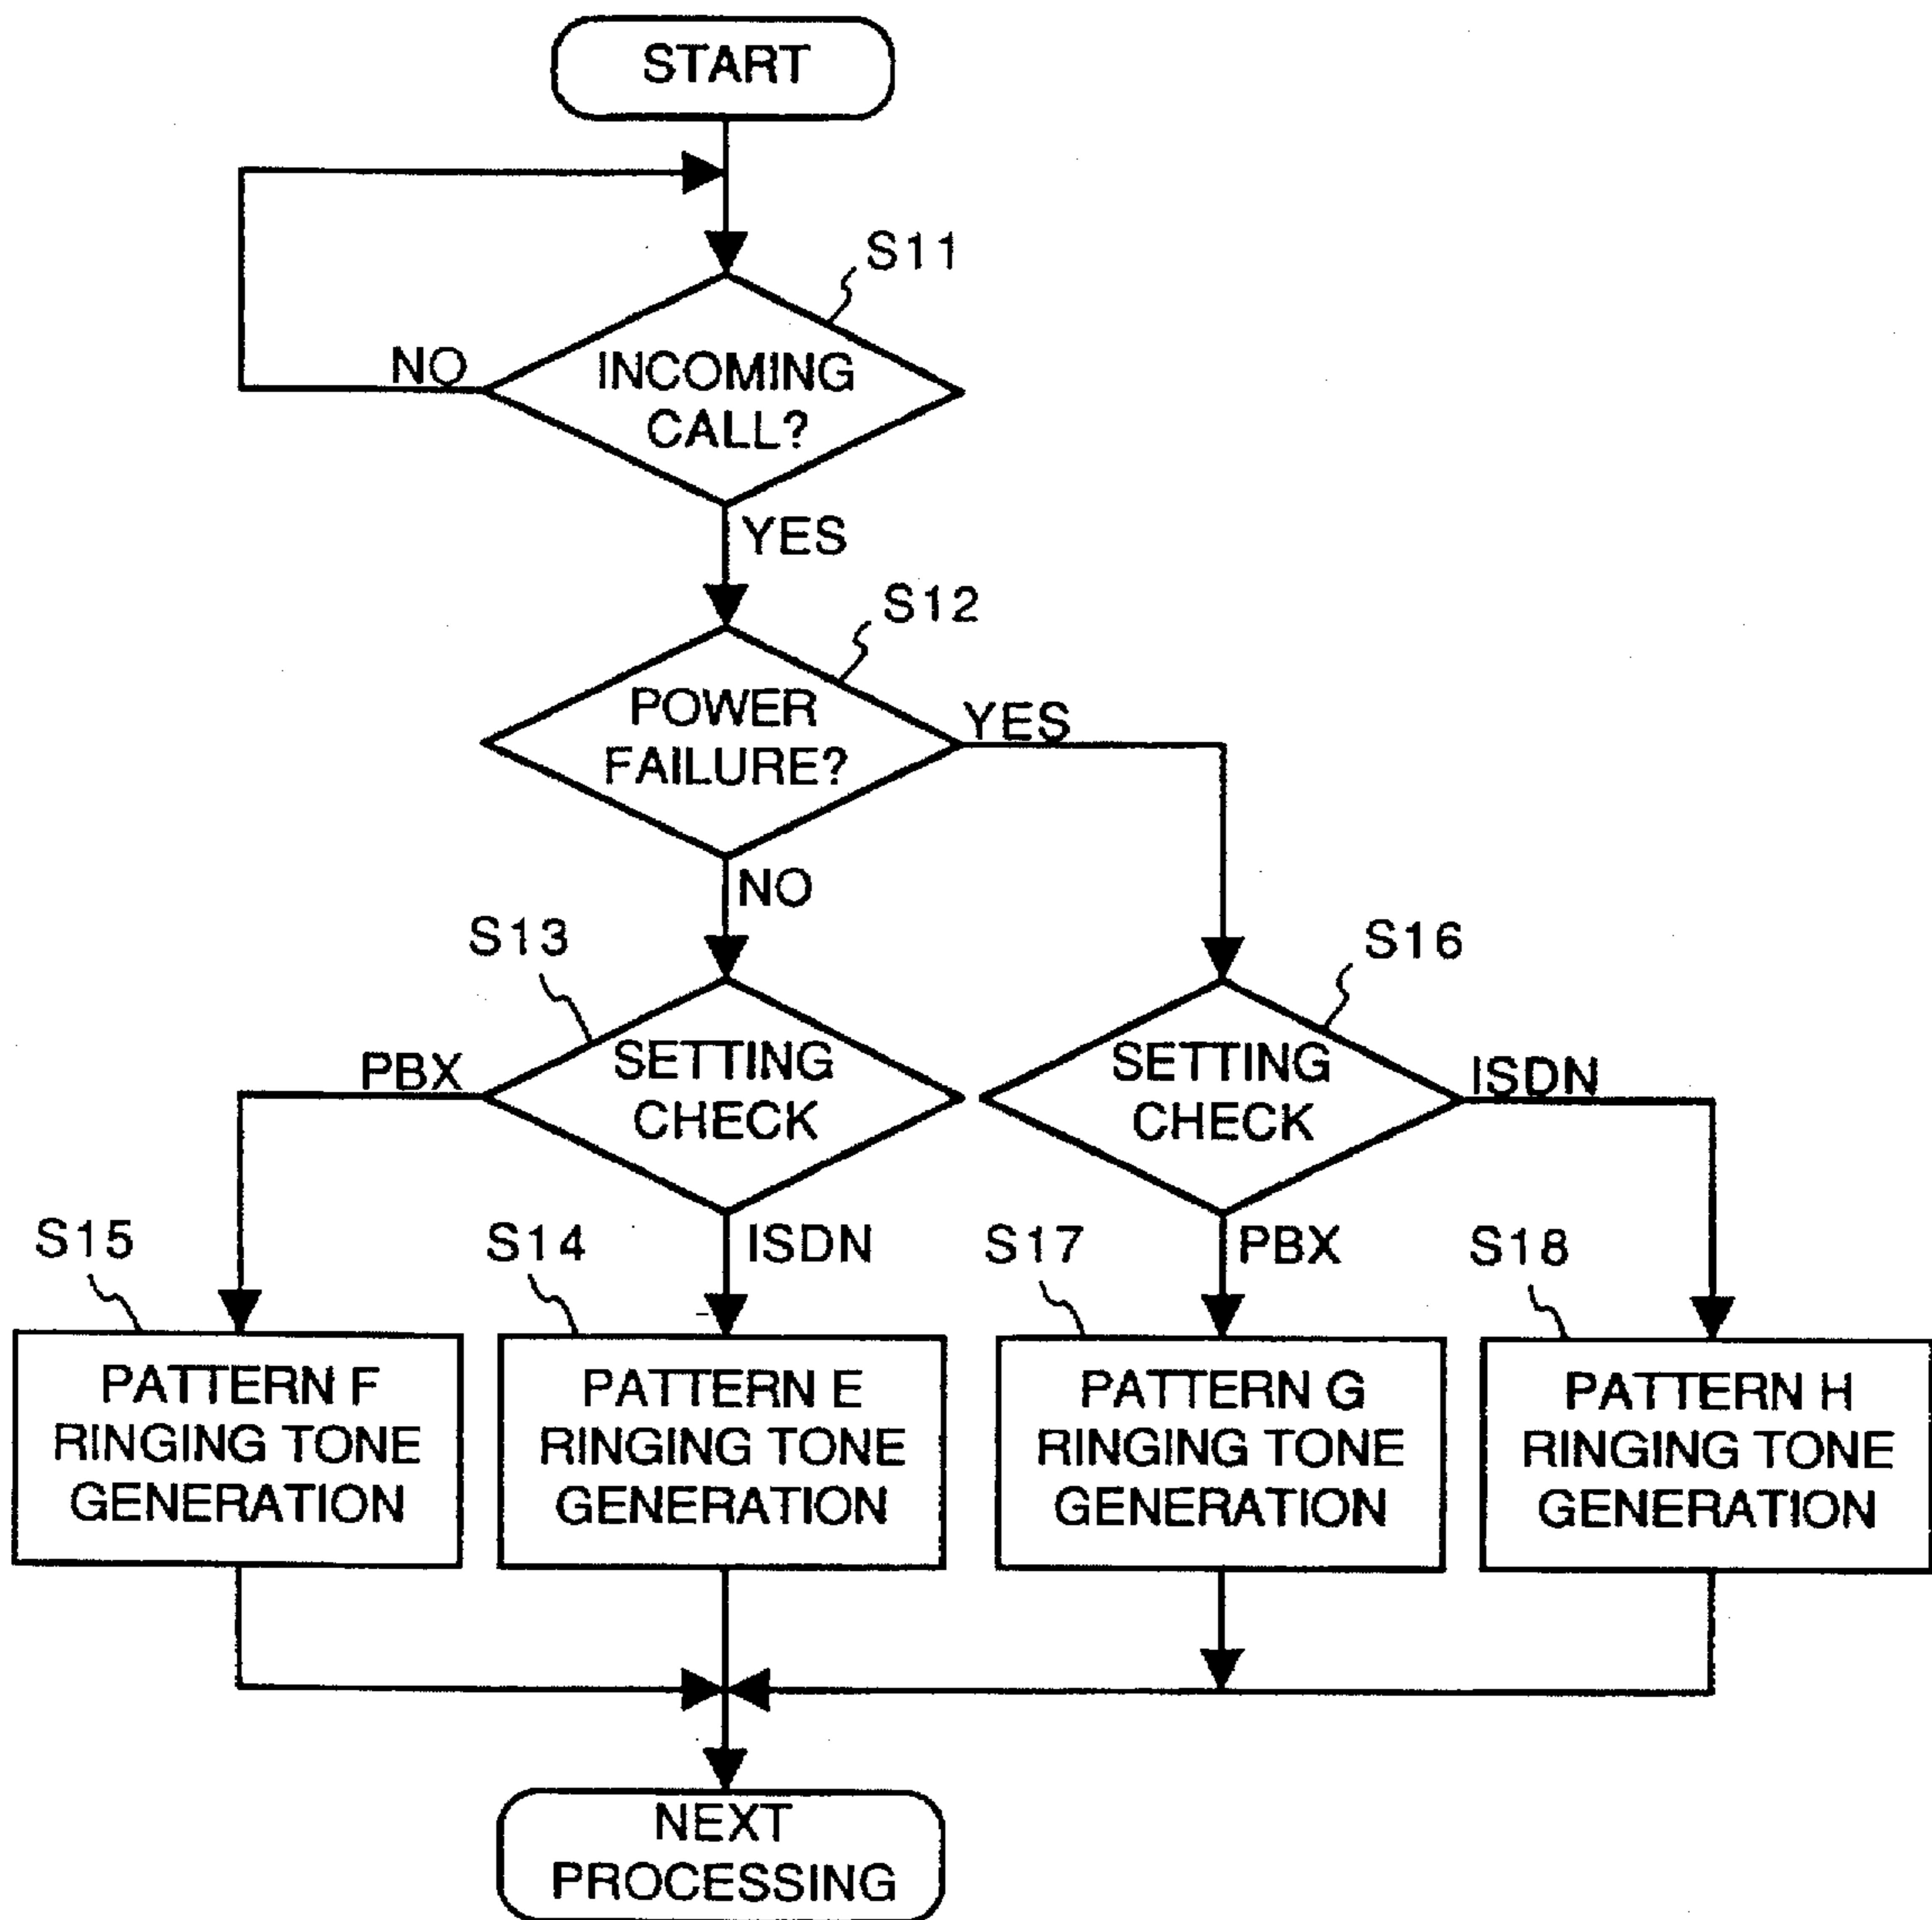 START
S11
NO
INCOMING
CALL?
YES
S12
POWER
FAILURE?
YES
NO
S13
S16
PBX
SETTING
CHECK
SETTING
CHECK
ISDN
S15
S14
ISDN
S17
PBX
S18
PATTERN F
RINGING TONE
GENERATION
PATTERN E
RINGING TONE
GENERATION
PATTERN G
RINGING TONE
GENERATION
PATTERN H
RINGING TONE
GENERATION
NEXT
PROCESSING